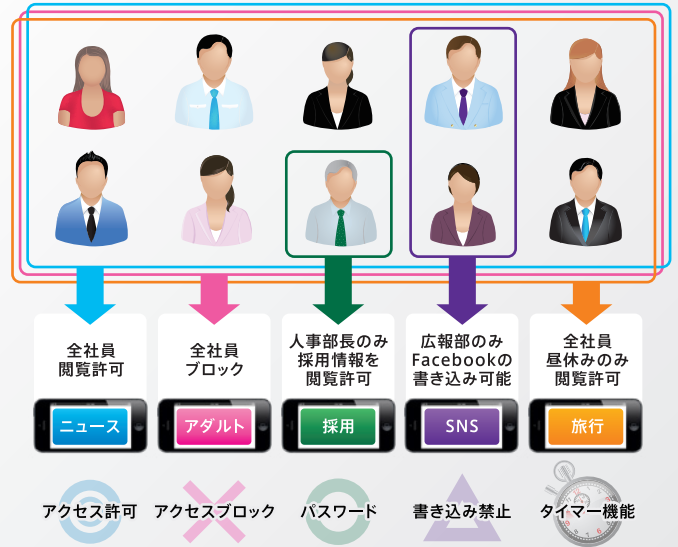 全社員
閲覧許可
全社員
ブロック
人事部長のみ
採用情報を
閲覧許可
広報部のみ
Facebookの
書き込み可能
全社員
昼休みのみ
閲覧許可
ニュース
アダルト
採用
SNS
旅行
アクセス許可
アクセスブロック
パスワード
書き込み禁止
タイマー機能